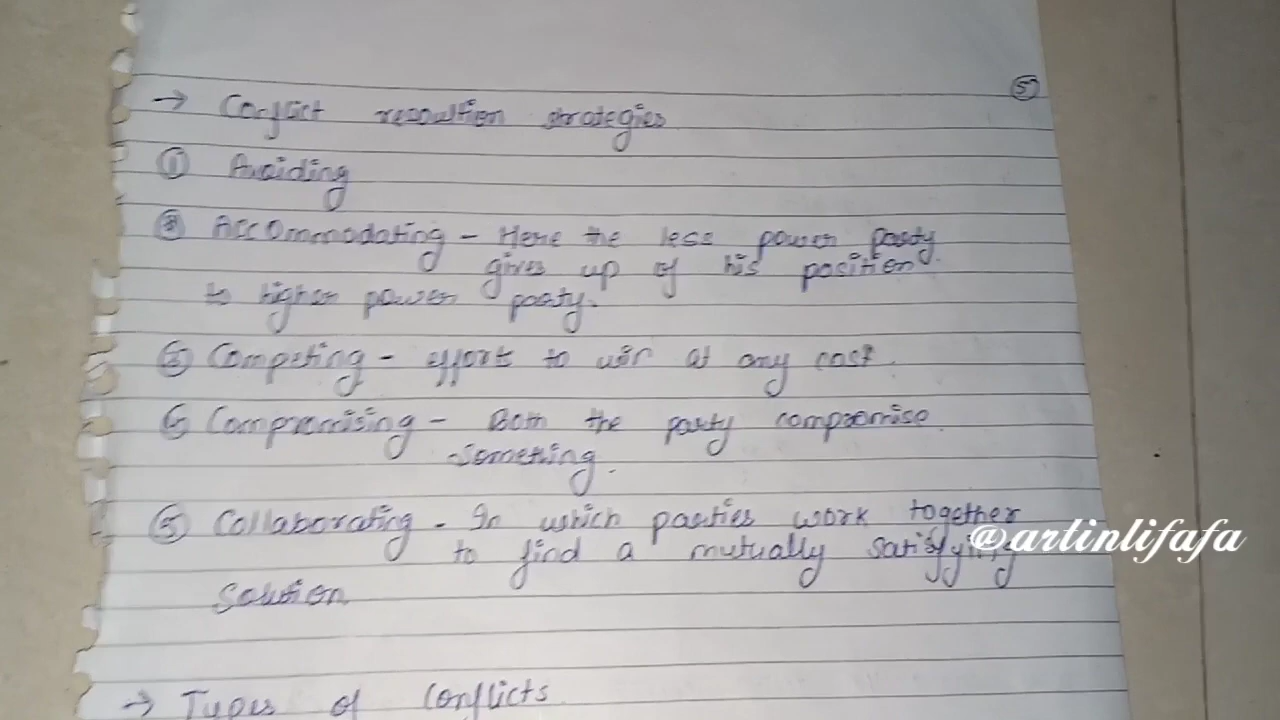 ⑤
→ Conflict resoultion strategies
① Avoiding
② Accommodating - Here the less power party
gives up of his position
to higher power party.
③ Competing - efforts to win at any cost.
④ Compromising - Both the party compromise
something.
⑤ Collaborating - In which parties work together
to find a mutually satisfying
solution
@artinlifafa
→ Types of Conflicts